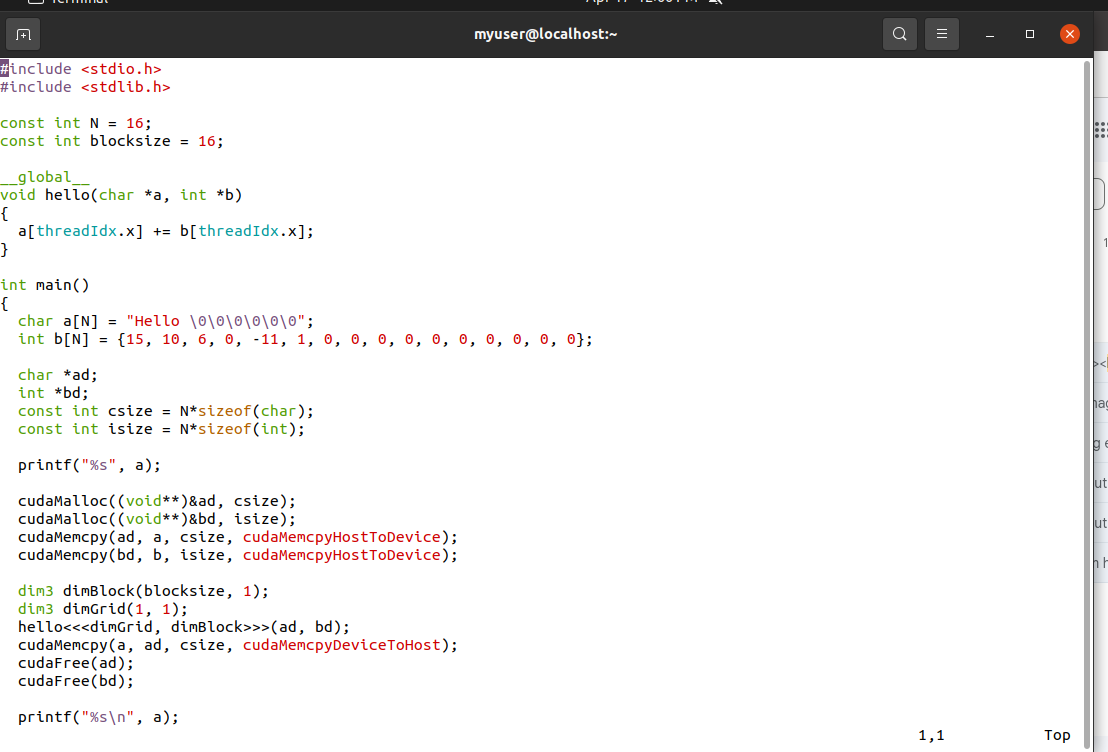 Terminal
myuser@localhost:~
#include <stdio.h>
#include <stdlib.h>
const int N = 16;
const int blocksize = 16;
__global__
void hello(char *a, int *b)
{
a[threadIdx.x] += b[threadIdx.x];
}
int main()
{
char a[N] = "Hello \0\0\0\0\0\0";
int b[N] = {15, 10, 6, 0, -11, 1, 0, 0, 0, 0, 0, 0, 0, 0, 0, 0};
char *ad;
int *bd;
const int csize = N*sizeof(char);
const int isize = N*sizeof(int);
printf("%s", a);
cudaMalloc((void**)&ad, csize);
cudaMalloc((void**)&bd, isize);
cudaMemcpy(ad, a, csize, cudaMemcpyHostToDevice);
cudaMemcpy(bd, b, isize, cudaMemcpyHostToDevice);
dim3 dimBlock(blocksize, 1);
dim3 dimGrid(1, 1);
hello<<<dimGrid, dimBlock>>>(ad, bd);
cudaMemcpy(a, ad, csize, cudaMemcpyDeviceToHost);
cudaFree(ad);
cudaFree(bd);
printf("%s\n", a);
1,1 Top